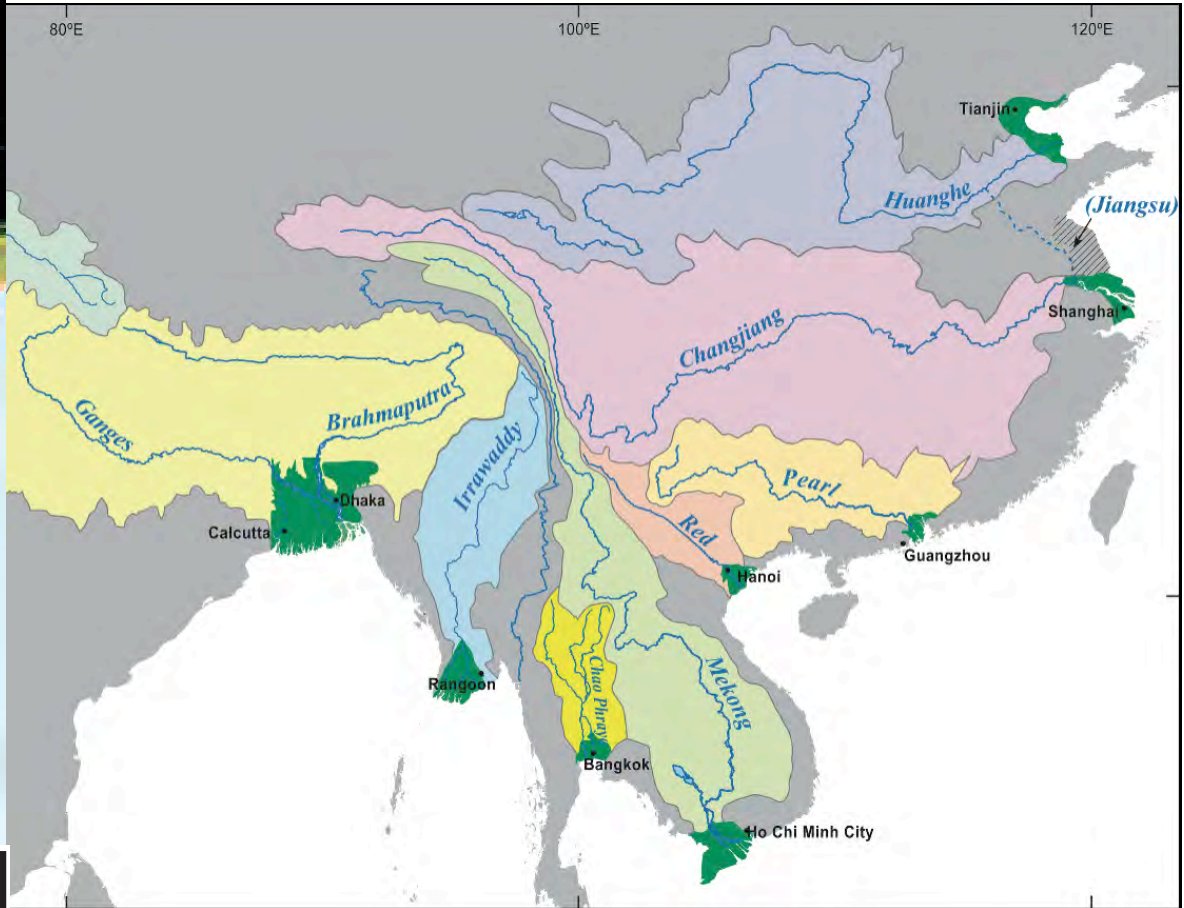 80ºE
100ºE
120ºE
Tianjin
Huanghe
(Jiangsu)
Shanghai
Changjiang
Ganges
Brahmaputra
Irrawaddy
Pearl
Dhaka
Calcutta
Red
Guangzhou
Hanoi
Mekong
Chao Phray
Rangoon
Bangkok
Ho Chi Minh City